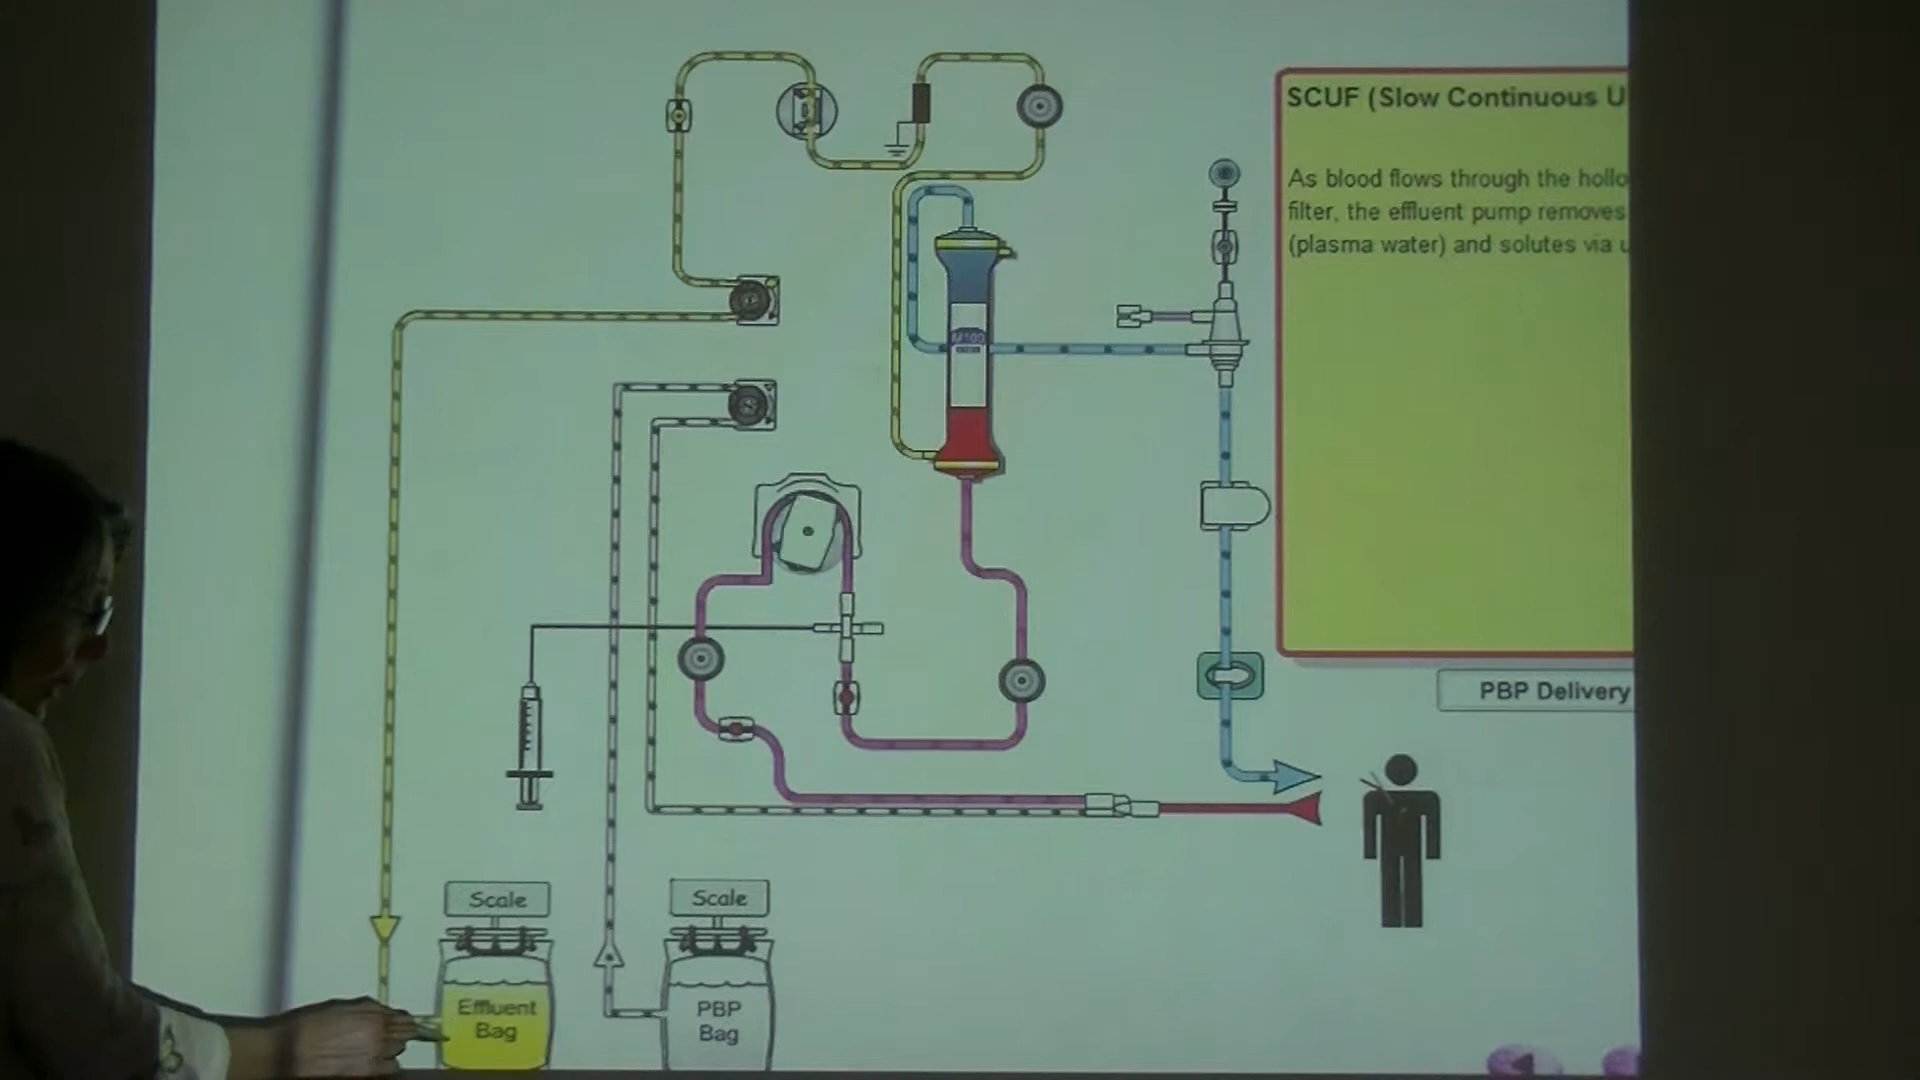 SCUF (Slow Continuous U
As blood flows through the hollo
filter, the effluent pump removes
(plasma water) and solutes via u
PBP Delivery
Scale
Scale
Effluent
Bag
PBP
Bag